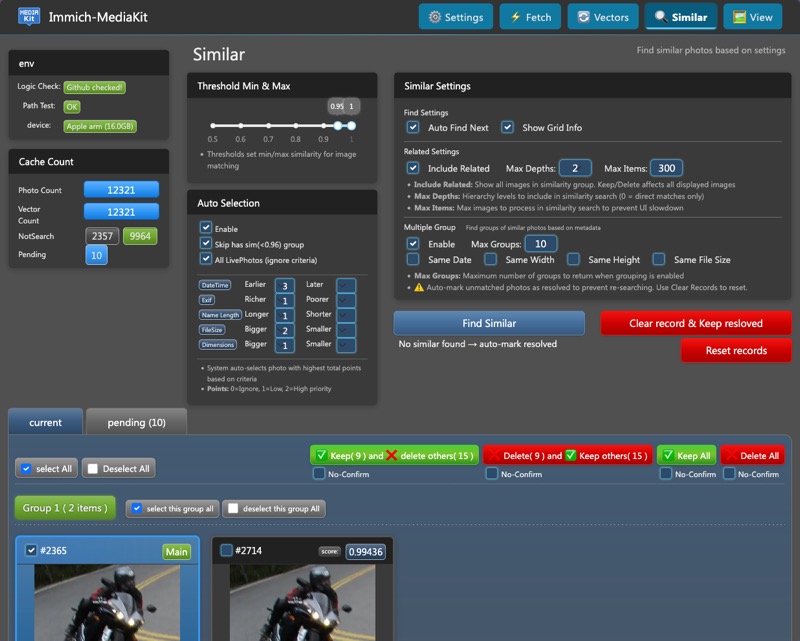 MEDIA Kit
Immich-MediaKit
Settings
Fetch
Vectors
Similar
View
env
Logic Check: Github checked!
Path Test: OK
device: Apple arm (16.0GB)
Cache Count
Photo Count 12321
Vector Count 12321
NotSearch 2357 9964
Pending 10
Similar
Find similar photos based on settings
Threshold Min & Max
0.95 1
0.5 0.6 0.7 0.8 0.9 1
• Thresholds set min/max similarity for image
matching
Auto Selection
Enable
Skip has sim(<0.96) group
All LivePhotos (ignore criteria)
DateTime Earlier 3 Later
Exif Richer 1 Poorer
Name Length Longer 1 Shorter
FileSize Bigger 2 Smaller
Dimensions Bigger 1 Smaller
• System auto-selects photo with highest total points
based on criteria
• Points: 0=Ignore, 1=Low, 2=High priority
Similar Settings
Find Settings
Auto Find Next Show Grid Info
Related Settings
Include Related Max Depths: 2 Max Items: 300
• Include Related: Show all images in similarity group. Keep/Delete affects all displayed images
• Max Depths: Hierarchy levels to include in similarity search (0 = direct matches only)
• Max Items: Max images to process in similarity search to prevent UI slowdown
Multiple Group Find groups of similar photos based on metadata
Enable Max Groups: 10
Same Date Same Width Same Height Same File Size
• Max Groups: Maximum number of groups to return when grouping is enabled
• ⚠️ Auto-mark unmatched photos as resolved to prevent re-searching. Use Clear Records to reset.
Find Similar
No similar found → auto-mark resolved
Clear record & Keep resloved
Reset records
current
pending (10)
select All
Deselect All
✅ Keep( 9 ) and ❌ delete others( 15 )
No-Confirm
❌ Delete( 9 ) and ✅ Keep others( 15 )
No-Confirm
✅ Keep All
No-Confirm
❌ Delete All
No-Confirm
Group 1 ( 2 items )
select this group all
deselect this group All
#2365 Main
#2714 score: 0.99436